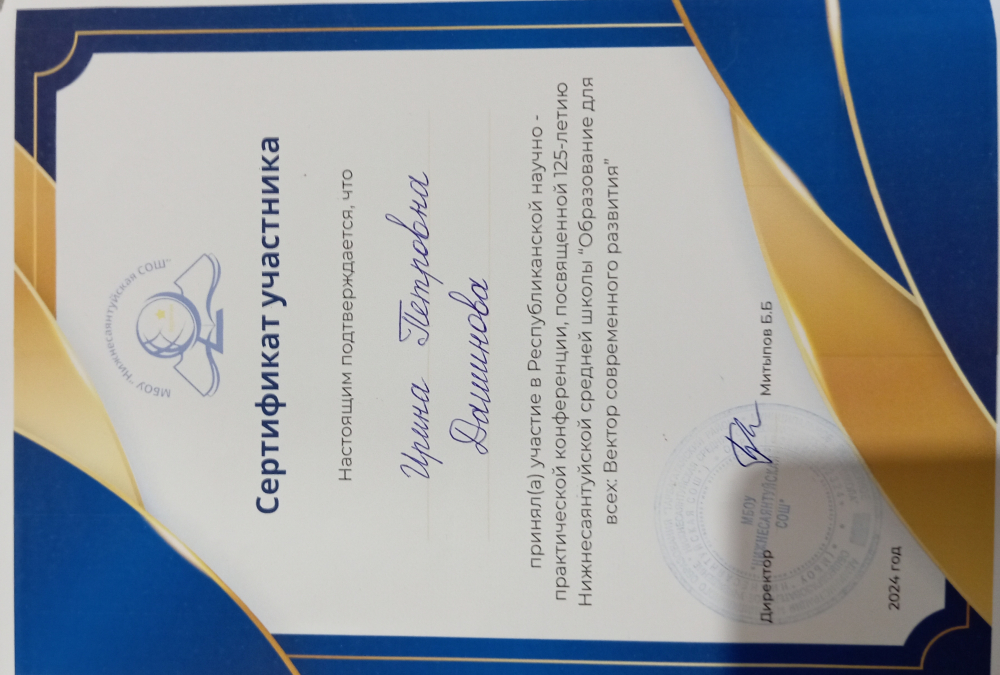 МБОУ "Нижнесаянтуйская СОШ"
Сертификат участника
Настоящим подтверждается, что
Ирина Петровна
Дашинова
принял(а) участие в Республиканской научно -
практической конференции, посвященной 125-летию
Нижнесаянтуйской средней школы "Образование для
всех: Вектор современного развития"
Директор
Митыпов Б.Б
МБОУ
"НИЖНЕСАЯНТУЙСКАЯ
СОШ"
2024 год